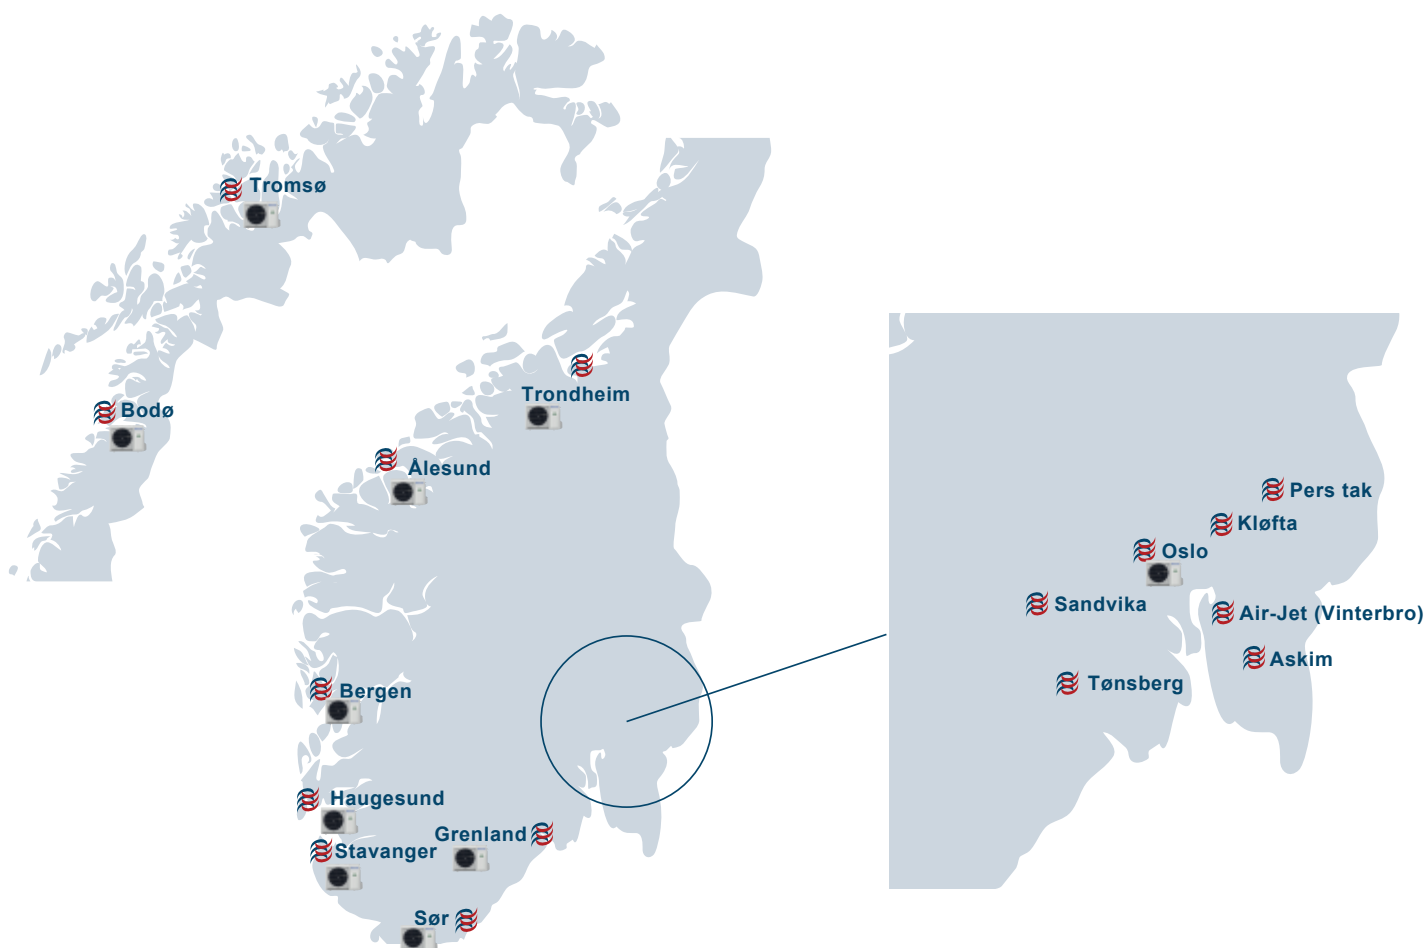 Tromsø
Bodø
Trondheim
Ålesund
Bergen
Haugesund
Stavanger
Grenland
Sør
Pers tak
Kløfta
Oslo
Sandvika
Air-Jet (Vinterbro)
Askim
Tønsberg